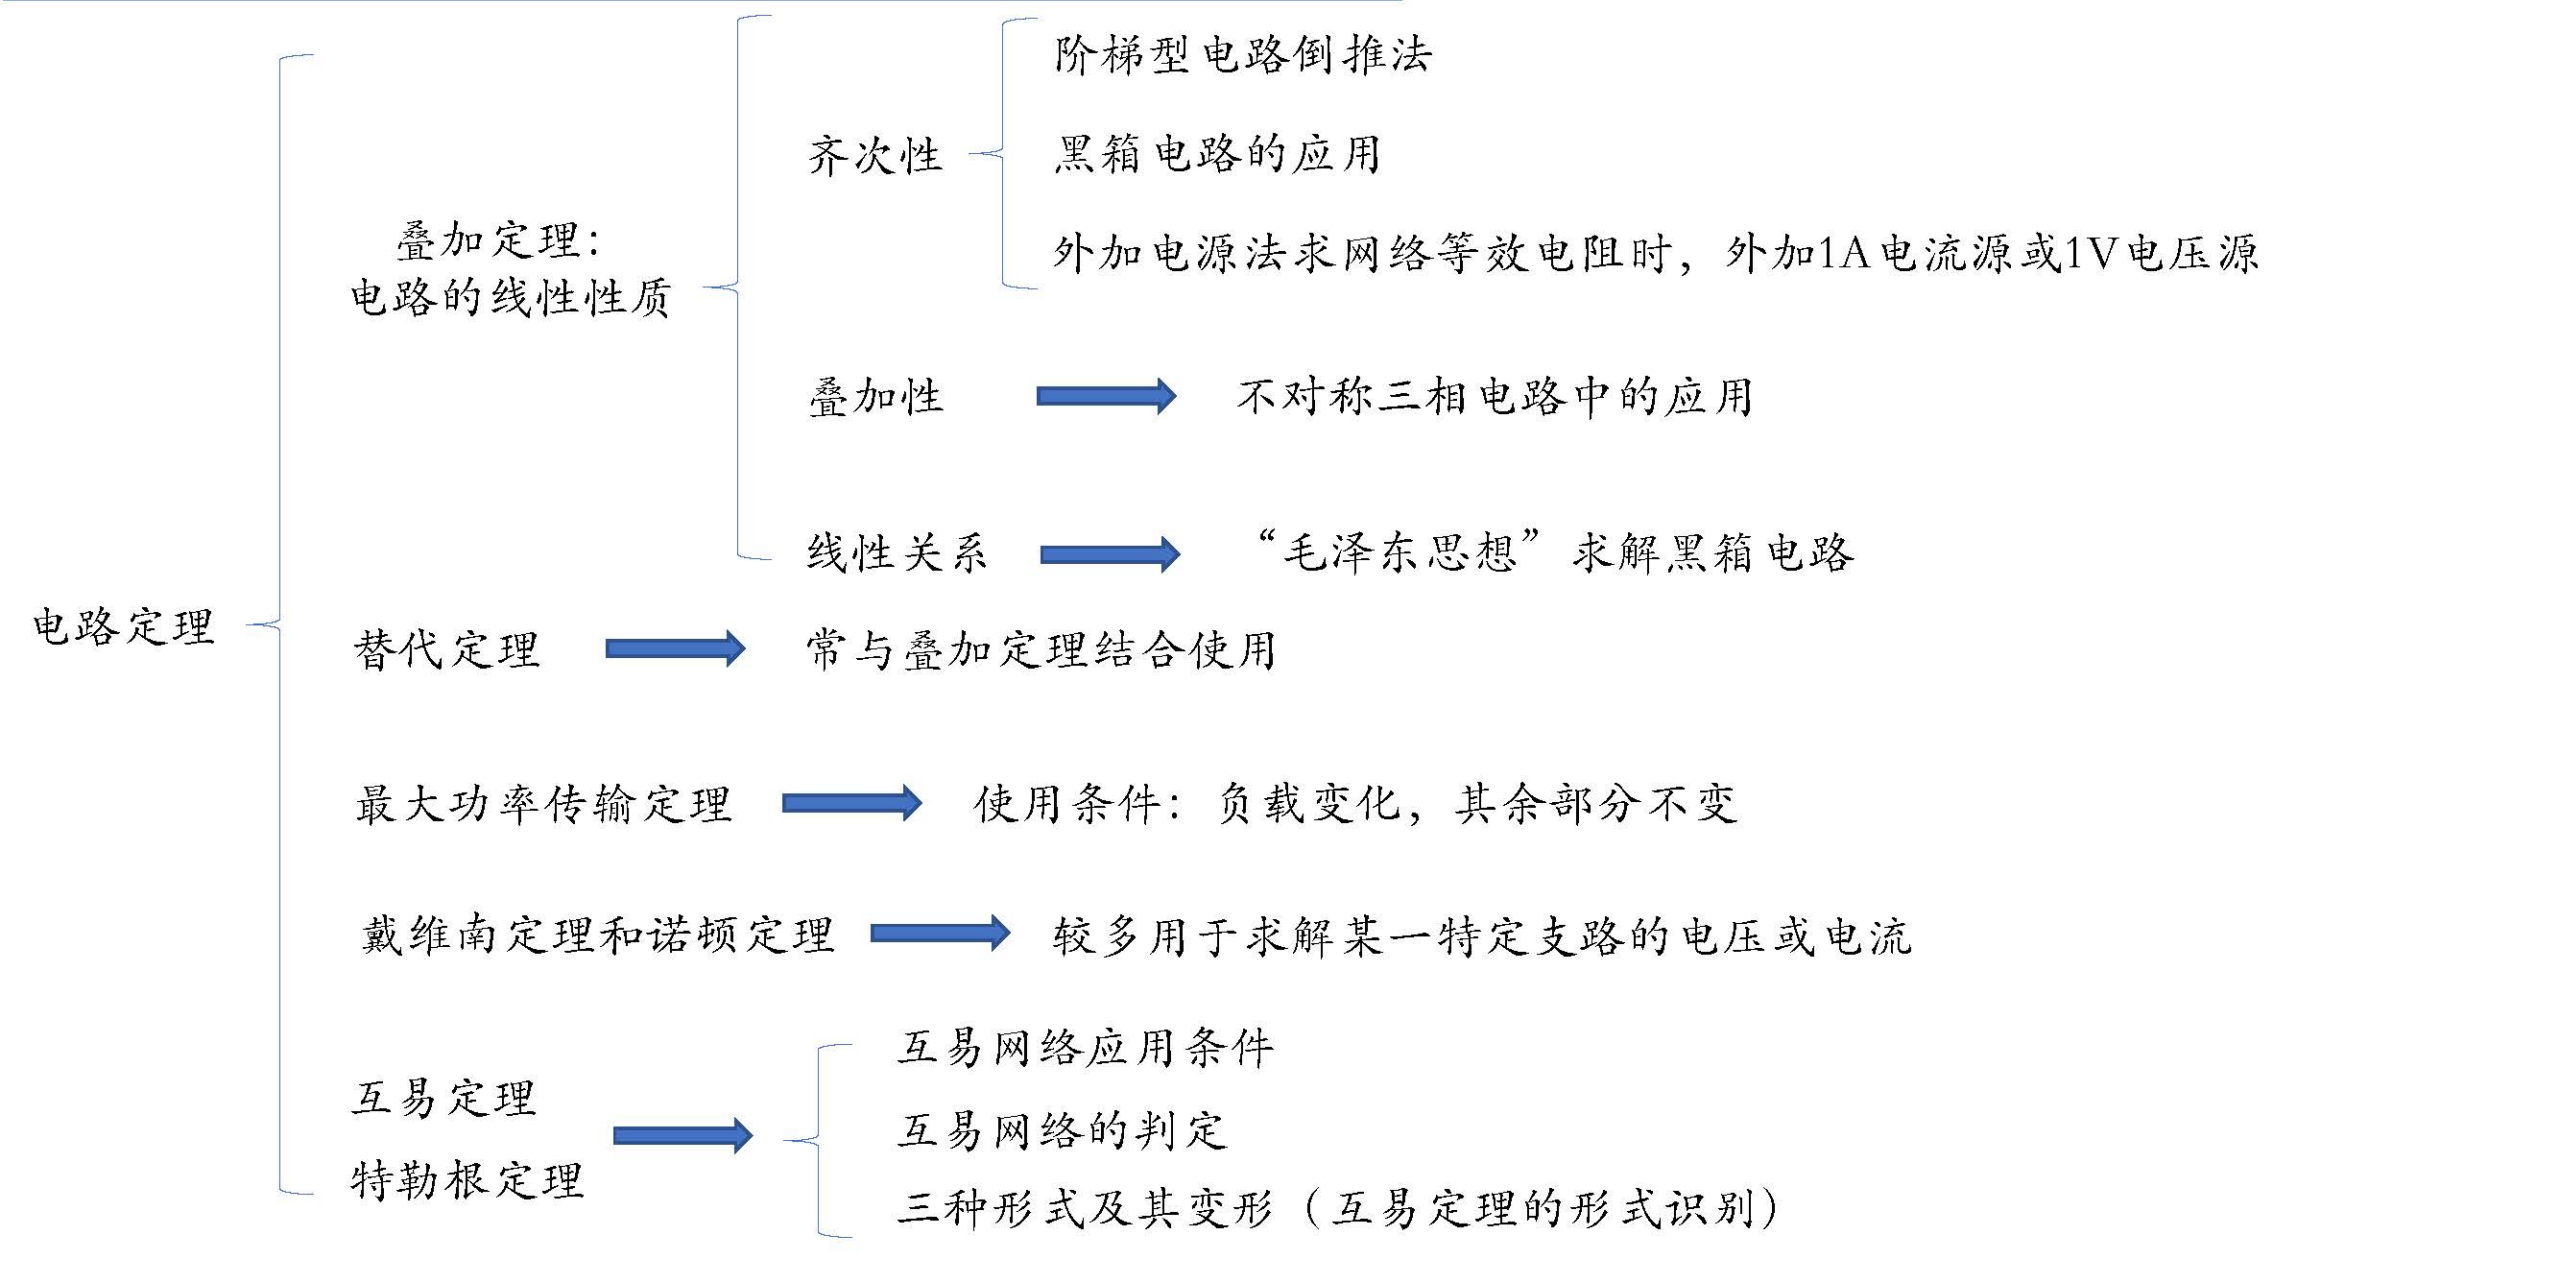 阶梯型电路倒推法
齐次性
黑箱电路的应用
叠加定理：
电路的线性性质
外加电源法求网络等效电阻时，外加1A电流源或1V电压源
叠加性
不对称三相电路中的应用
线性关系
“毛泽东思想”求解黑箱电路
电路定理
替代定理
常与叠加定理结合使用
最大功率传输定理
使用条件：负载变化，其余部分不变
戴维南定理和诺顿定理
较多用于求解某一特定支路的电压或电流
互易定理
特勒根定理
互易网络应用条件
互易网络的判定
三种形式及其变形（互易定理的形式识别）